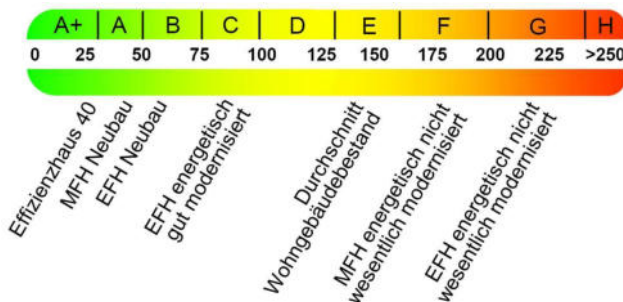 A+ A B C D E F G H
0 25 50 75 100 125 150 175 200 225 >250
Effizienzhaus 40
MFH Neubau
EFH Neubau
EFH energetisch
gut modernisiert
Durchschnitt
Wohngebäudebestand
MFH energetisch nicht
wesentlich modernisiert
EFH energetisch nicht
wesentlich modernisiert